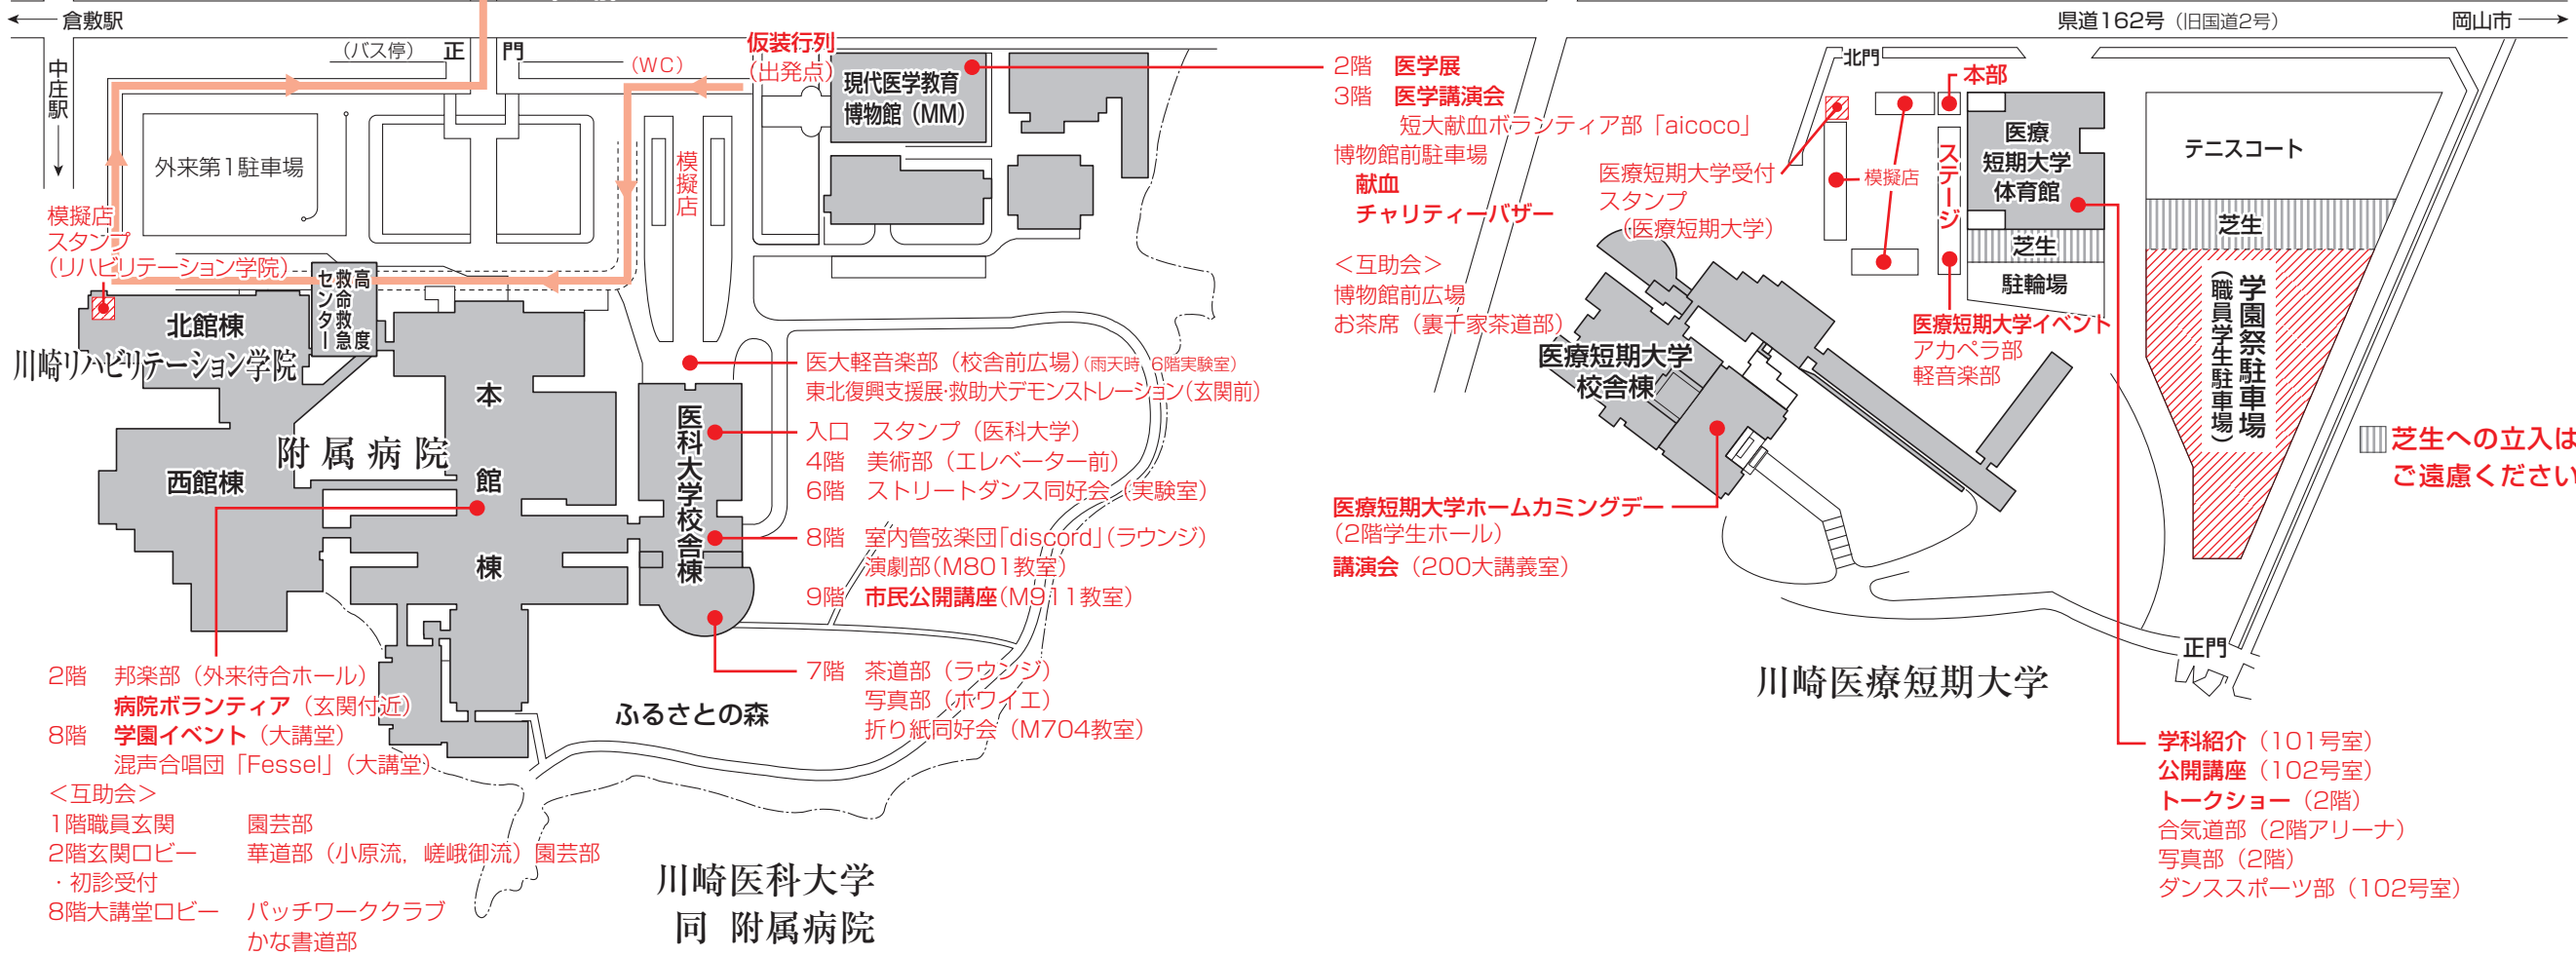 倉敷駅
県道162号（旧国道2号）
岡山市
中庄駅
（バス停）
正門
（WC）
仮装行列
（出発点）
外来第1駐車場
模擬店
現代医学教育
博物館（MM）
2階　医学展
3階　医学講演会
短大献血ボランティア部「aicoco」
博物館前駐車場
献血
チャリティーバザー
＜互助会＞
博物館前広場
お茶席（裏千家茶道部）
模擬店
スタンプ
（リハビリテーション学院）
高度
救命救急
センター
北館棟
川崎リハビリテーション学院
附属病院
西館棟
本館棟
医科大学校舎棟
医大軽音楽部（校舎前広場）（雨天時 6階実験室）
東北復興支援展・救助犬デモンストレーション（玄関前）
入口　スタンプ（医科大学）
4階　美術部（エレベーター前）
6階　ストリートダンス同好会（実験室）
8階　室内管弦楽団「discord」（ラウンジ）
演劇部（M801教室）
9階　市民公開講座（M911教室）
7階　茶道部（ラウンジ）
写真部（ホワイエ）
折り紙同好会（M704教室）
ふるさとの森
2階　邦楽部（外来待合ホール）
病院ボランティア（玄関付近）
8階　学園イベント（大講堂）
混声合唱団「Fessel」（大講堂）
＜互助会＞
1階職員玄関　園芸部
2階玄関ロビー　華道部（小原流，嵯峨御流）園芸部
・初診受付
8階大講堂ロビー　パッチワーククラブ
かな書道部
川崎医科大学
同 附属病院
北門
本部
医療短期大学受付
スタンプ
（医療短期大学）
模擬店
ステージ
医療
短期大学
体育館
芝生
駐輪場
テニスコート
芝生
学園祭駐車場
（職員学生駐車場）
医療短期大学イベント
アカペラ部
軽音楽部
医療短期大学
校舎棟
芝生への立入は
ご遠慮ください
医療短期大学ホームカミングデー
（2階学生ホール）
講演会（200大講義室）
正門
川崎医療短期大学
学科紹介（101号室）
公開講座（102号室）
トークショー（2階）
合気道部（2階アリーナ）
写真部（2階）
ダンススポーツ部（102号室）